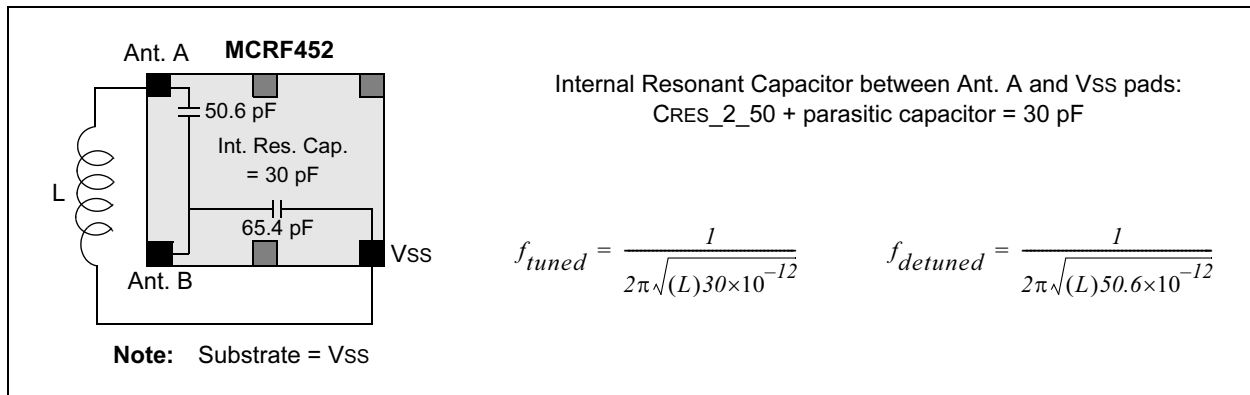 MCRF452
Ant. A
50.6 pF
Int. Res. Cap.
= 30 pF
L
65.4 pF
VSS
Ant. B
Note: Substrate = VSS
Internal Resonant Capacitor between Ant. A and VSS pads:
CRES_2_50 + parasitic capacitor = 30 pF
f_tuned = 1 / (2π√((L)30×10^−12))
f_detuned = 1 / (2π√((L)50.6×10^−12))